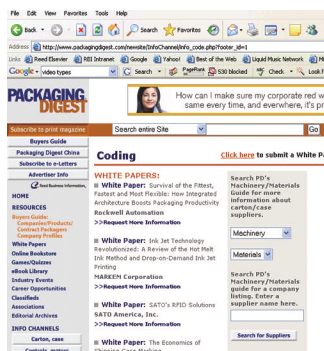 File Edit View Favorites Tools Help
Back Search Favorites
Address http://www.packagingdigest.com/newsite/InfoChannel/info_code.php?footer_id=1
Links Reed Elsevier RBI Intranet Google Yahoo! Best of the Web Liquid Music Network
Google video types Search PageRank 530 blocked Check Look
PACKAGING DIGEST
How can I make sure my corporate red w
same every time, and everwhere, it's pr
Subscribe to print magazine Search entire Site Go
Buyers Guide
Packaging Digest China
Subscribe to e-Letters
Advertiser Info
Reed Business Information.
HOME
RESOURCES
Buyers Guide:
Companies/Products/
Contract Packagers
Company Profiles
White Papers
Online Bookstore
Games/Quizzes
eBook Library
Industry Events
Career Opportunities
Classifieds
Associations
Editorial Archives
INFO CHANNELS
Carton, case
Controls, motors
Coding
Click here to submit a White Pa
WHITE PAPERS:
White Paper: Survival of the Fittest,
Fastest and Most Flexible: How Integrated
Architecture Boosts Packaging Productivity
Rockwell Automation
>>Request More Information
White Paper: Ink Jet Technology
Revolutionized: A Review of the Hot Melt
Ink Method and Drop-on-Demand Ink Jet
Printing
MARKEM Corporation
>>Request More Information
White Paper: SATO's RFID Solutions
SATO America, Inc.
>>Request More Information
White Paper: The Economics of
Shipping Case Marking
Search PD's
Machinery/Materials
Guide for more
information about
carton/case
suppliers.
Machinery
Materials
Search PD's
Machinery/Materials
guide for a company
listing. Enter a
supplier name here.
Search for Suppliers